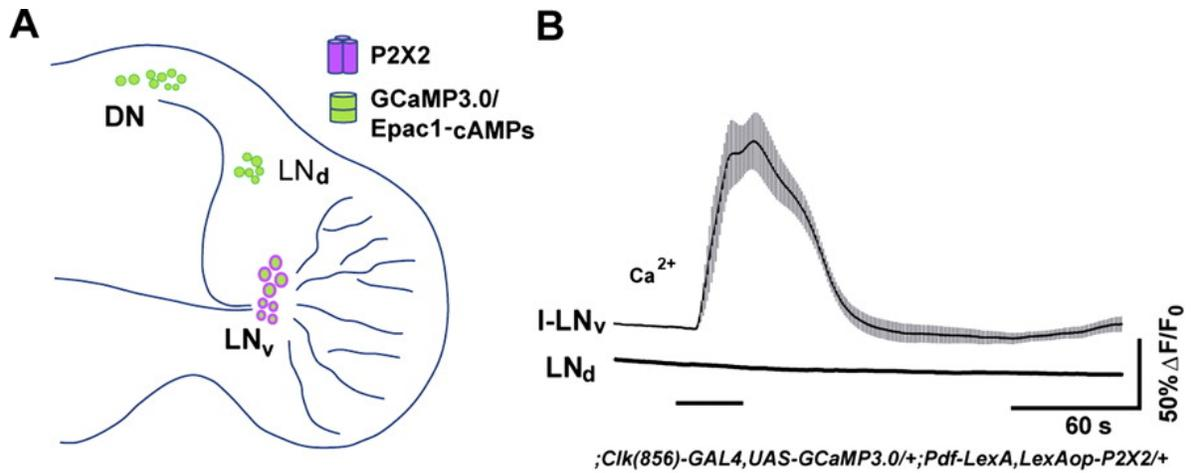 A
P2X2
GCaMP3.0/
Epac1-cAMPs
DN
LNd
LNv
B
Ca2+
l-LNv
LNd
50% △F/F0
60 s
;Clk(856)-GAL4,UAS-GCaMP3.0/+;Pdf-LexA,LexAop-P2X2/+